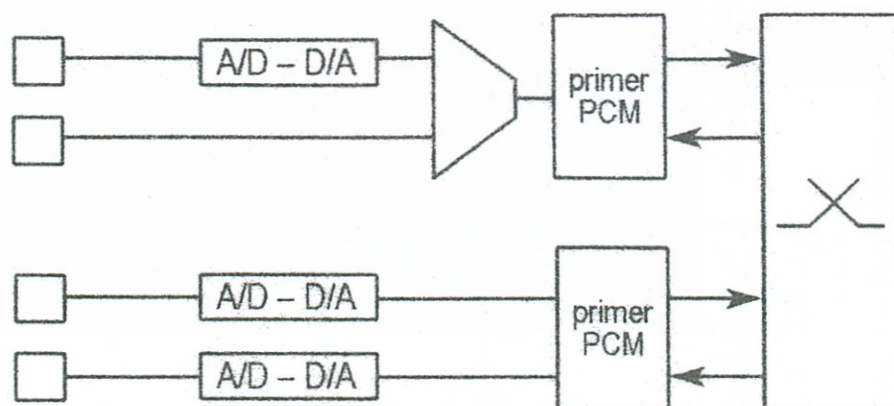 A/D – D/A
primer
PCM
A/D – D/A
primer
PCM
A/D – D/A